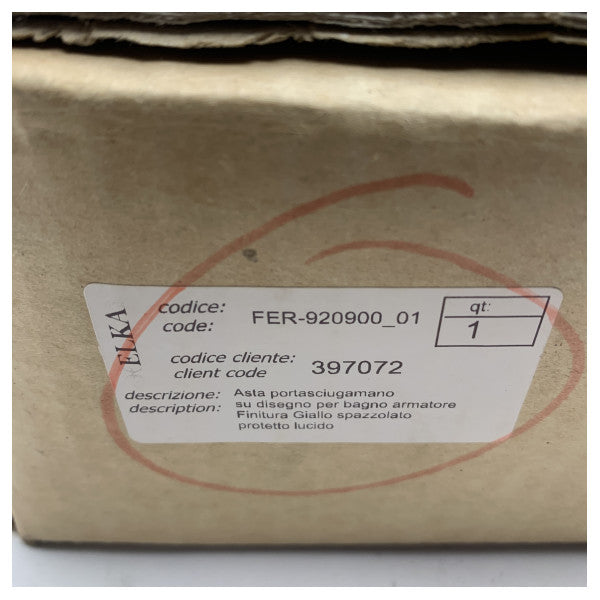 ELKA
codice: FER-920900_01
code:
qt:
1
codice cliente: 397072
client code
descrizione: Asta portasciugamano
description: su disegno per bagno armatore
Finitura Giallo spazzolato
protetto lucido